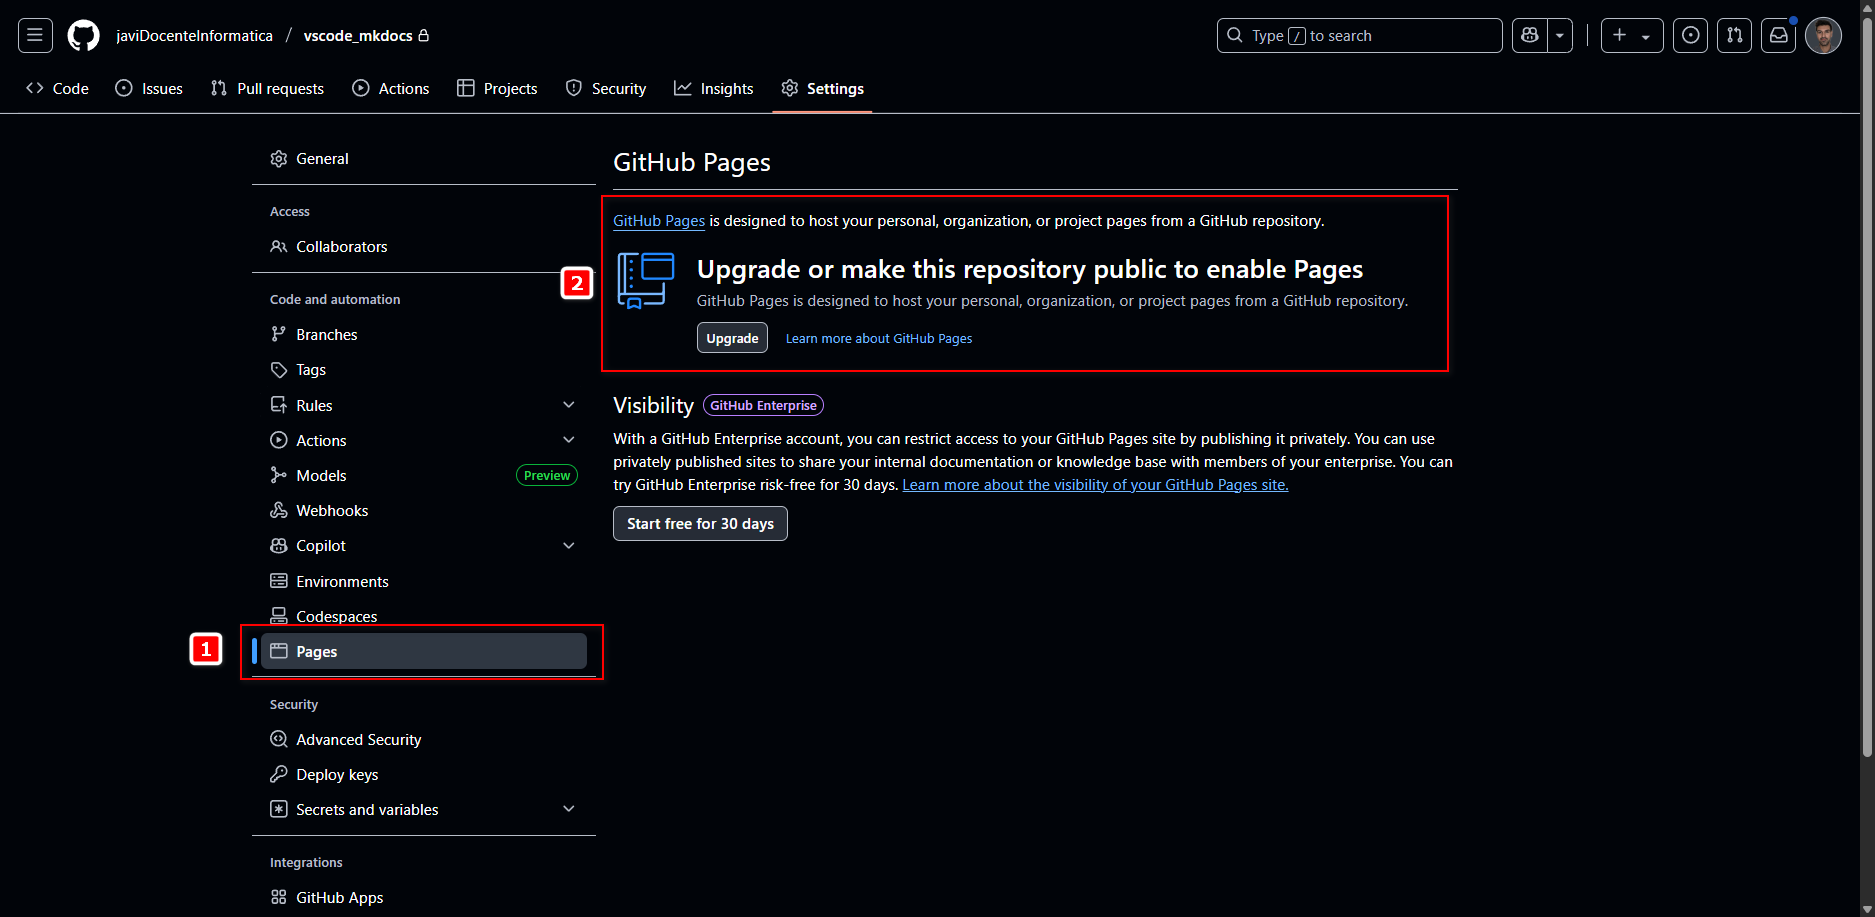 javiDocenteInformatica / vscode_mkdocs
Type / to search
Code Issues Pull requests Actions Projects Security Insights Settings
General
Access
Collaborators
Code and automation
Branches
Tags
Rules
Actions
Models Preview
Webhooks
Copilot
Environments
Codespaces
1 Pages
Security
Advanced Security
Deploy keys
Secrets and variables
Integrations
GitHub Apps
GitHub Pages
GitHub Pages is designed to host your personal, organization, or project pages from a GitHub repository.
2
Upgrade or make this repository public to enable Pages
GitHub Pages is designed to host your personal, organization, or project pages from a GitHub repository.
Upgrade Learn more about GitHub Pages
Visibility GitHub Enterprise
With a GitHub Enterprise account, you can restrict access to your GitHub Pages site by publishing it privately. You can use
privately published sites to share your internal documentation or knowledge base with members of your enterprise. You can
try GitHub Enterprise risk-free for 30 days. Learn more about the visibility of your GitHub Pages site.
Start free for 30 days